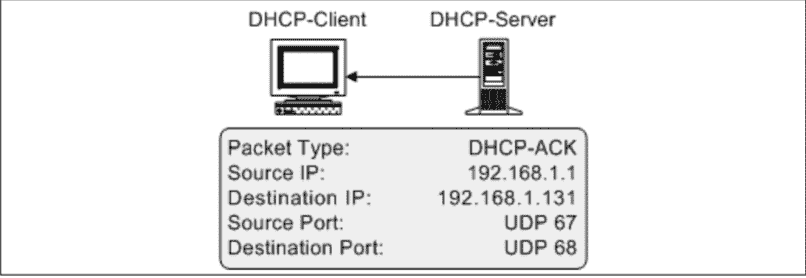 DHCP-Client DHCP-Server
Packet Type: DHCP-ACK
Source IP: 192.168.1.1
Destination IP: 192.168.1.131
Source Port: UDP 67
Destination Port: UDP 68